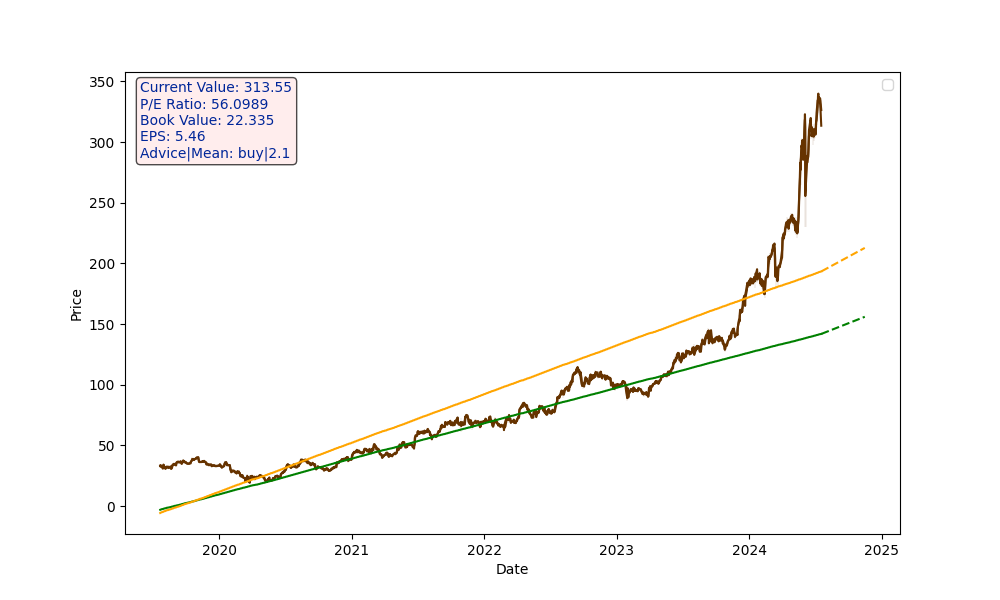 Current Value: 313.55
P/E Ratio: 56.0989
Book Value: 22.335
EPS: 5.46
Advice|Mean: buy|2.1
350
300
250
200
150
100
50
0
Price
2020 2021 2022 2023 2024 2025
Date